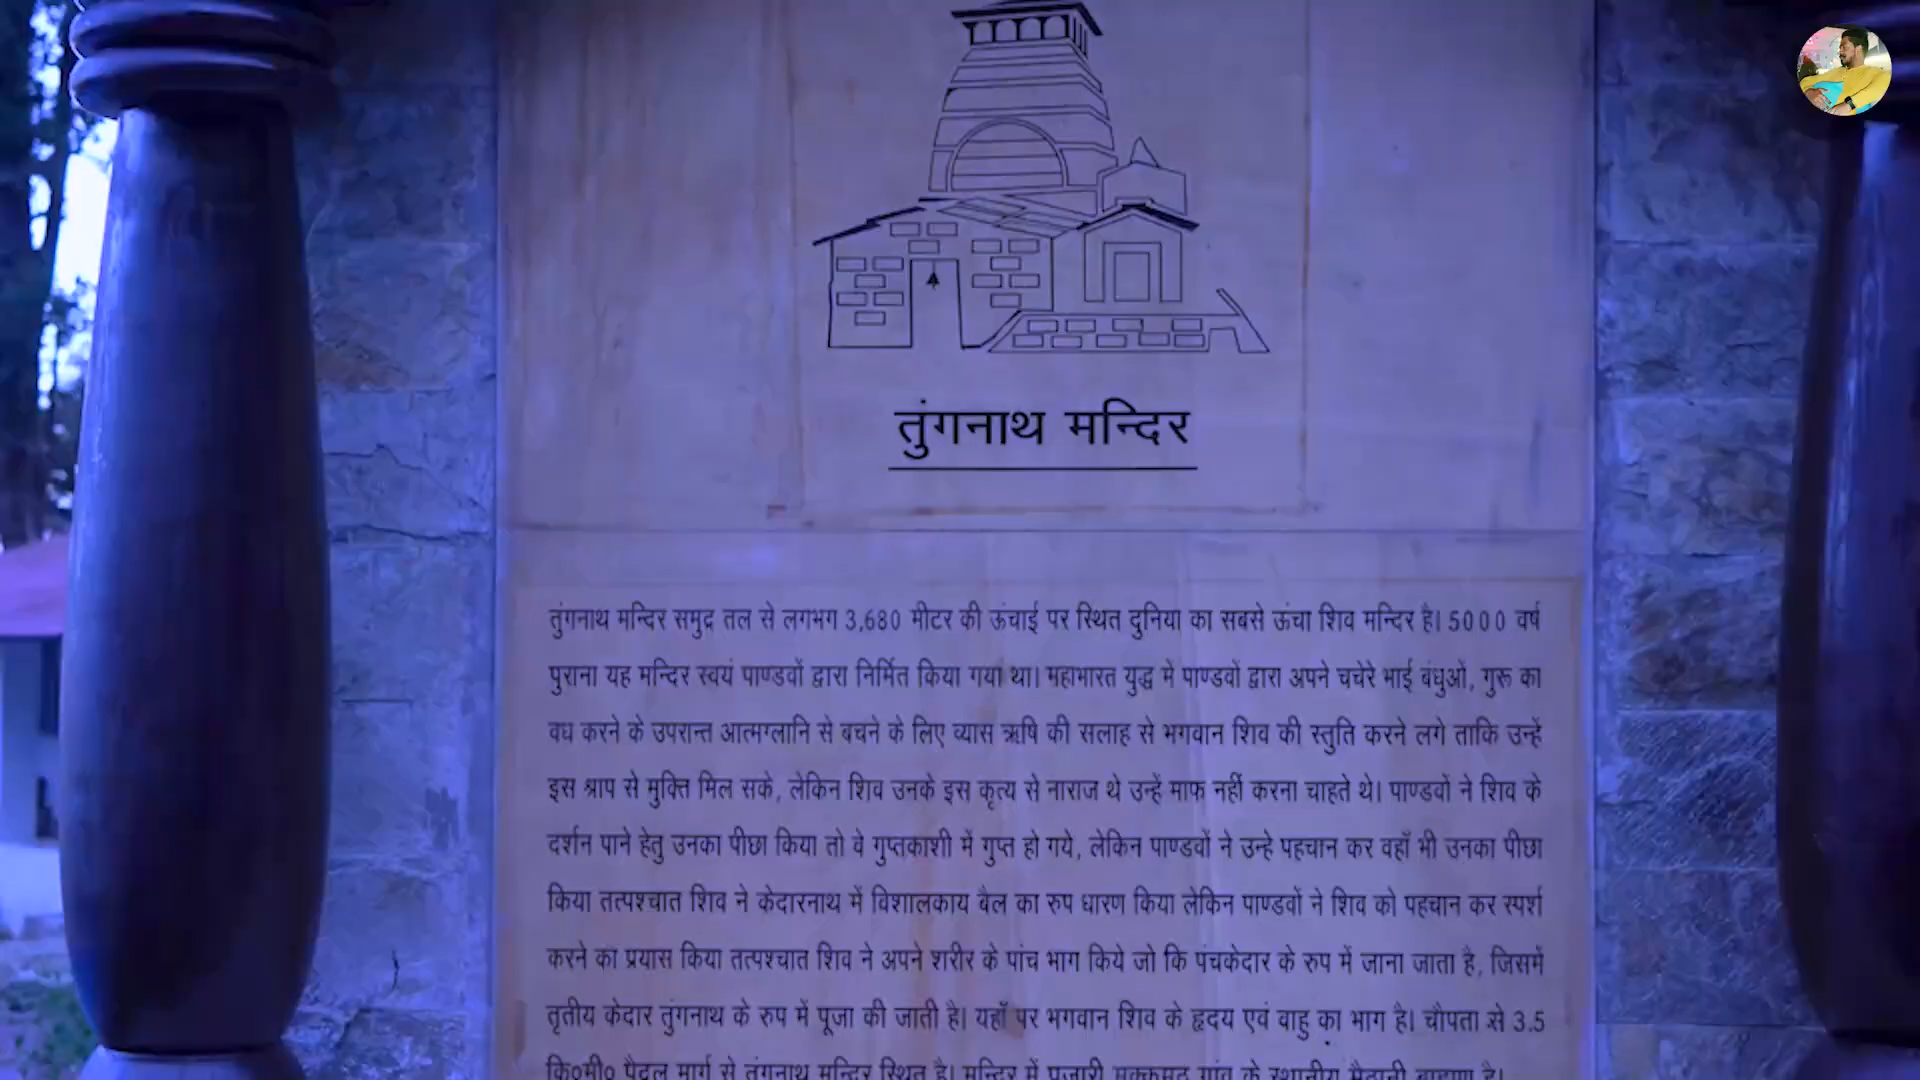 तुंगनाथ मन्दिर
तुंगनाथ मन्दिर समुद्र तल से लगभग 3,680 मीटर की ऊंचाई पर स्थित दुनिया का सबसे ऊंचा शिव मन्दिर है। 5000 वर्ष
पुराना यह मन्दिर स्वयं पाण्डवों द्वारा निर्मित किया गया था। महाभारत युद्ध में पाण्डवों द्वारा अपने चचेरे भाई बंधुओं, गुरू का
वध करने के उपरान्त आत्मग्लानि से बचने के लिए व्यास ऋषि की सलाह से भगवान शिव की स्तुति करने लगे ताकि उन्हें
इस श्राप से मुक्ति मिल सके, लेकिन शिव उनके इस कृत्य से नाराज थे उन्हें माफ नहीं करना चाहते थे। पाण्डवों ने शिव के
दर्शन पाने हेतु उनका पीछा किया तो वे गुप्तकाशी में गुप्त हो गये, लेकिन पाण्डवों ने उन्हे पहचान कर वहाँ भी उनका पीछा
किया तत्पश्चात शिव ने केदारनाथ में विशालकाय बैल का रुप धारण किया लेकिन पाण्डवों ने शिव को पहचान कर स्पर्श
करने का प्रयास किया तत्पश्चात शिव ने अपने शरीर के पांच भाग किये जो कि पंचकेदार के रुप में जाना जाता है, जिसमें
तृतीय केदार तुंगनाथ के रुप में पूजा की जाती है। यहाँ पर भगवान शिव के हृदय एवं वाहु का भाग है। चौपता से 3.5
कि०मी० पैदल मार्ग से तुंगनाथ मन्दिर स्थित है। मन्दिर में पुजारी गांव के स्थानीय है।